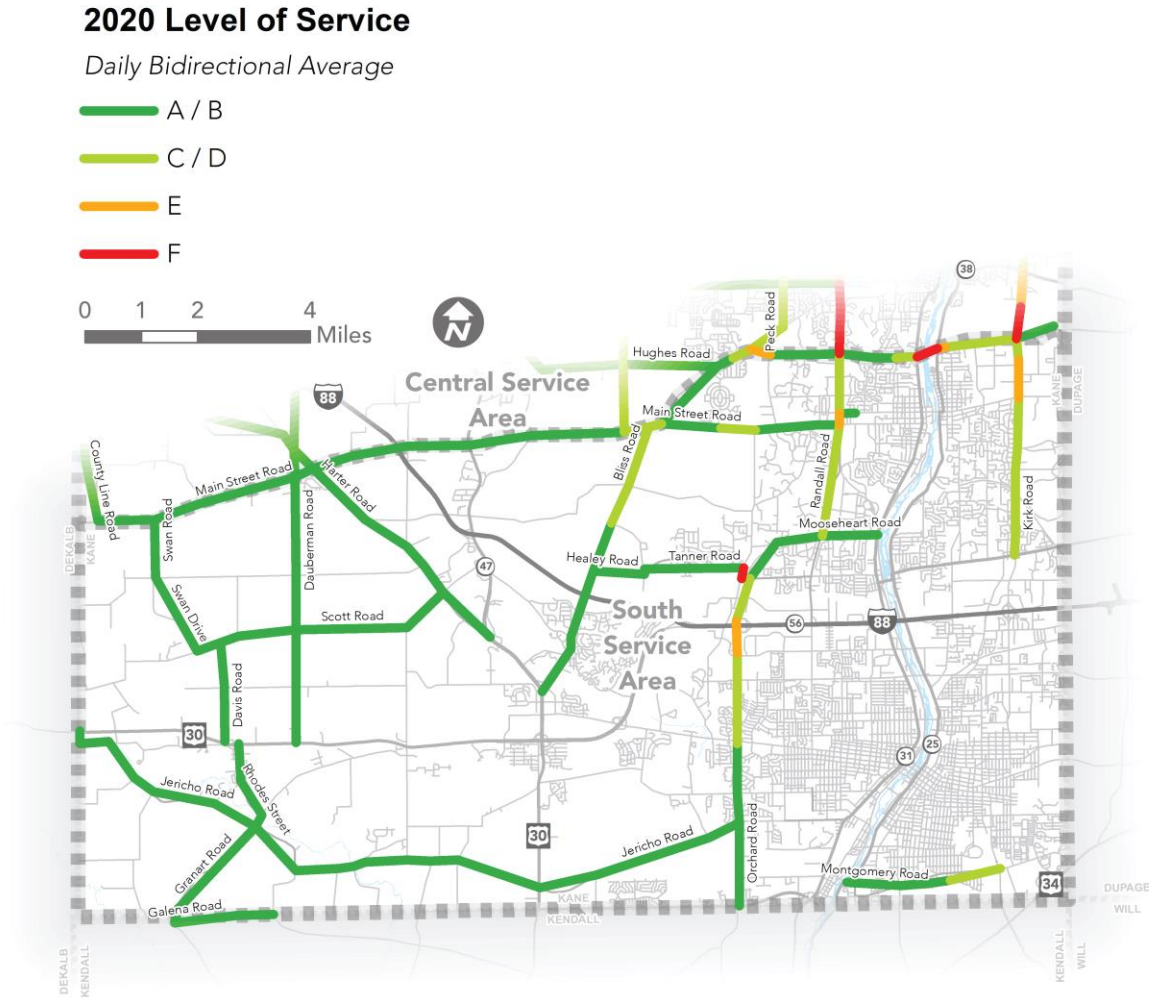 2020 Level of Service
Daily Bidirectional Average
A / B
C / D
E
F
0 1 2 4
Miles
N
38
Peck Road
Hughes Road
KANE
DUPAGE
Central Service
Area
88
Main Street Road
Bliss Road
County Line Road
Main Street Road
Harter Road
Randall Road
Kirk Road
Swan Road
Dauberman Road
Mooseheart Road
DEKALB
KANE
Healey Road
Tanner Road
47
Swan Drive
Scott Road
South
Service
Area
56
88
Davis Road
30
31
25
Jericho Road
Rhodes Street
30
Jericho Road
Orchard Road
Granart Road
Montgomery Road
34
Galena Road
KANE
KENDALL
DUPAGE
WILL
DEKALB
KENDALL
KENDALL
WILL